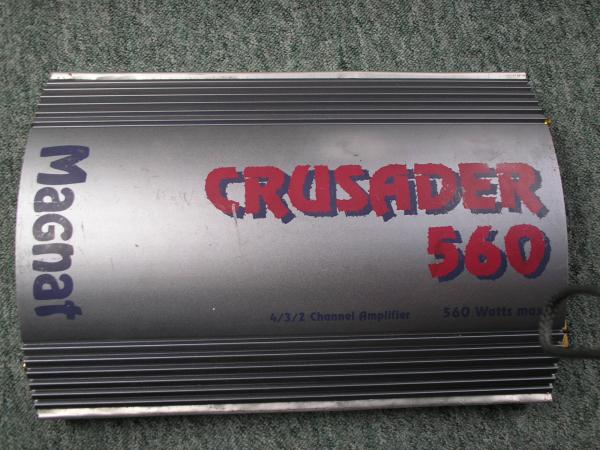 Magnat
CRUSADER
560
4/3/2 Channel Amplifier 560 Watts max